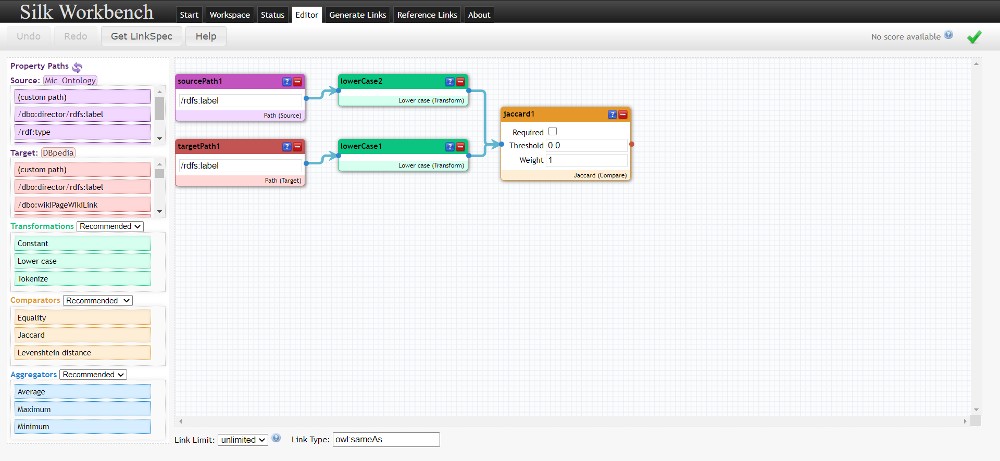 Silk Workbench
Start Workspace Status Editor Generate Links Reference Links About
Undo Redo Get LinkSpec Help
No score available
Property Paths
Source: Mic_Ontology
(custom path)
/dbo:director/rdfs:label
/rdf:type
Target: DBpedia
(custom path)
/dbo:director/rdfs:label
/dbo:wikiPageWikiLink
Transformations Recommended
Constant
Lower case
Tokenize
Comparators Recommended
Equality
Jaccard
Levenshtein distance
Aggregators Recommended
Average
Maximum
Minimum
sourcePath1
/rdfs:label
Path (Source)
targetPath1
/rdfs:label
Path (Target)
lowerCase2
Lower case (Transform)
lowerCase1
Lower case (Transform)
jaccard1
Required
Threshold 0.0
Weight 1
Jaccard (Compare)
Link Limit: unlimited Link Type: owl:sameAs